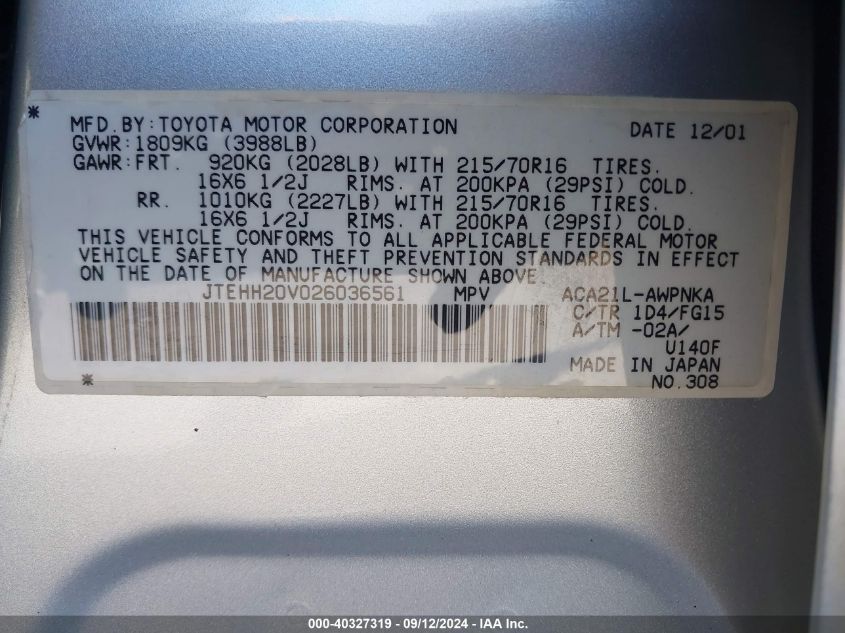 MFD. BY: TOYOTA MOTOR CORPORATION DATE 12/01
GVWR: 1809KG (3988LB)
GAWR: FRT. 920KG (2028LB) WITH 215/70R16 TIRES.
16X6 1/2J RIMS. AT 200KPA (29PSI) COLD.
RR. 1010KG (2227LB) WITH 215/70R16 TIRES.
16X6 1/2J RIMS. AT 200KPA (29PSI) COLD.
THIS VEHICLE CONFORMS TO ALL APPLICABLE FEDERAL MOTOR
VEHICLE SAFETY AND THEFT PREVENTION STANDARDS IN EFFECT
ON THE DATE OF MANUFACTURE SHOWN ABOVE.
JTEHH20V026036561 MPV ACA21L-AWPNKA
C/TR 1D4/FG15
A/TM -02A/
U140F
MADE IN JAPAN
NO. 308
000-40327319 - 09/12/2024 - IAA, Inc.